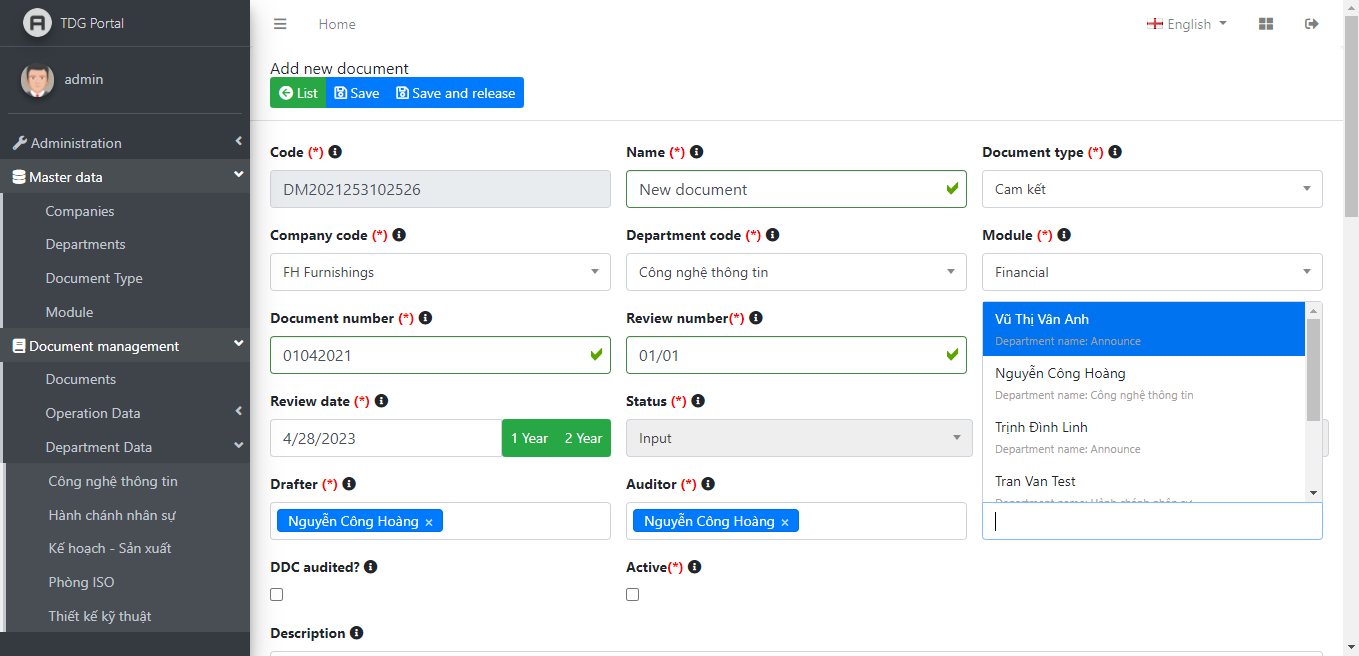 TDG Portal
admin
Administration
Master data
Companies
Departments
Document Type
Module
Document management
Documents
Operation Data
Department Data
Công nghệ thông tin
Hành chánh nhân sự
Kế hoạch - Sản xuất
Phòng ISO
Thiết kế kỹ thuật
Home
English
Add new document
List Save Save and release
Code (*) Name (*) Document type (*)
DM2021253102526 New document Cam kết
Company code (*) Department code (*) Module (*)
FH Furnishings Công nghệ thông tin Financial
Document number (*) Review number(*)
01042021 01/01
Review date (*) Status (*)
4/28/2023 1 Year 2 Year Input
Drafter (*) Auditor (*)
Nguyễn Công Hoàng × Nguyễn Công Hoàng ×
Vũ Thị Vân Anh
Department name: Announce
Nguyễn Công Hoàng
Department name: Công nghệ thông tin
Trịnh Đình Linh
Department name: Announce
Tran Van Test
Department name: Hành chánh nhân sự
DDC audited? Active(*)
Description